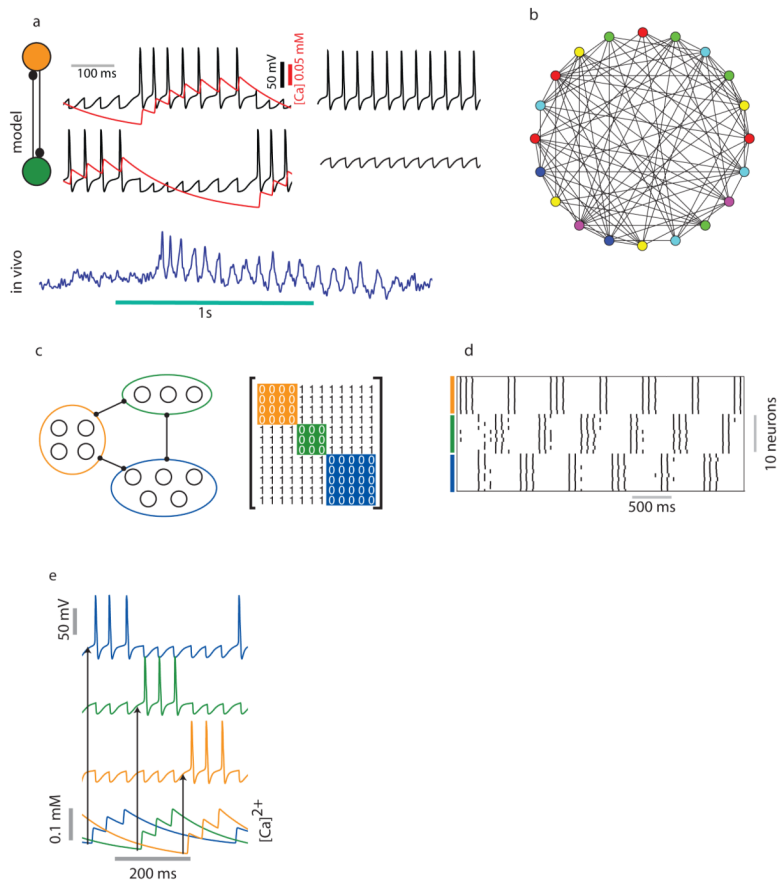 a
model
100 ms
50 mV
[Ca] 0.05 mM
in vivo
1s
b
c
0 0 0 0 1 1 1 1 1 1 1 1
0 0 0 0 1 1 1 1 1 1 1 1
0 0 0 0 1 1 1 1 1 1 1 1
0 0 0 0 1 1 1 1 1 1 1 1
1 1 1 1 0 0 0 1 1 1 1 1
1 1 1 1 0 0 0 1 1 1 1 1
1 1 1 1 0 0 0 1 1 1 1 1
1 1 1 1 1 1 1 0 0 0 0 0
1 1 1 1 1 1 1 0 0 0 0 0
1 1 1 1 1 1 1 0 0 0 0 0
1 1 1 1 1 1 1 0 0 0 0 0
1 1 1 1 1 1 1 0 0 0 0 0
d
10 neurons
500 ms
e
50 mV
0.1 mM
[Ca]2+
200 ms